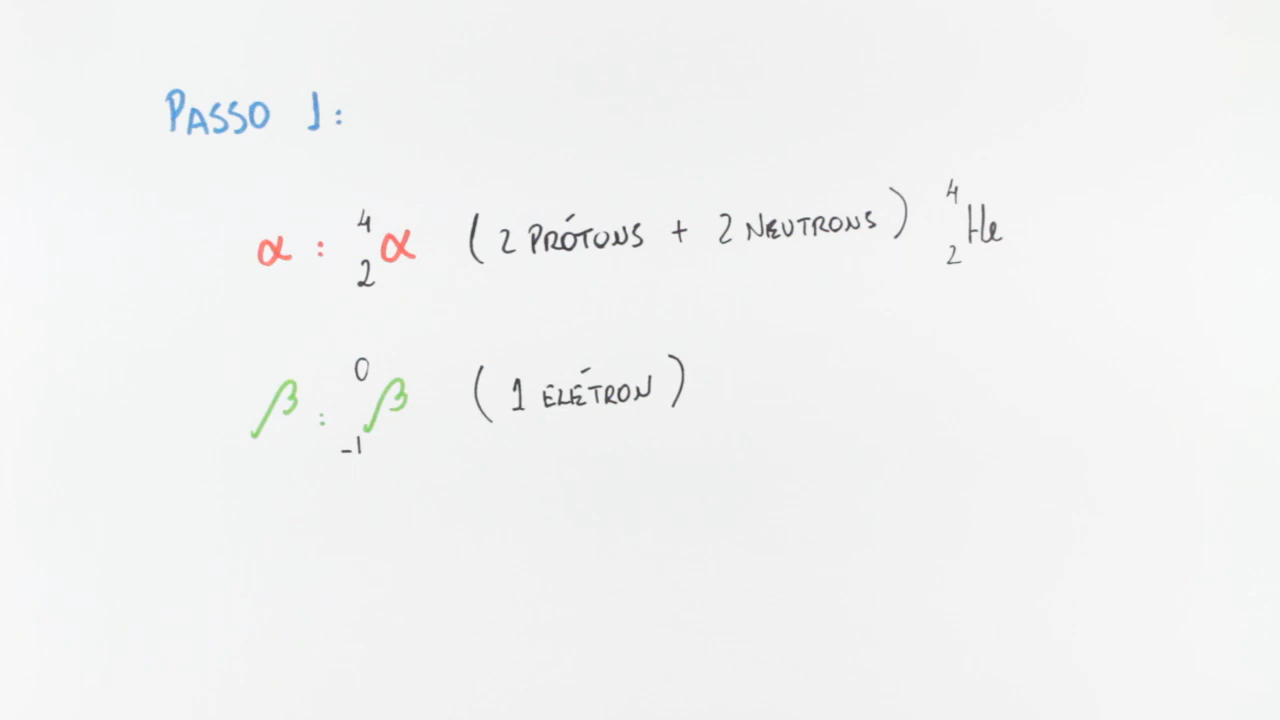 PASSO 1:
α : ⁴₂α (2 PRÓTONS + 2 NEUTRONS) ⁴₂He
β : ⁰₋₁β (1 ELÉTRON)